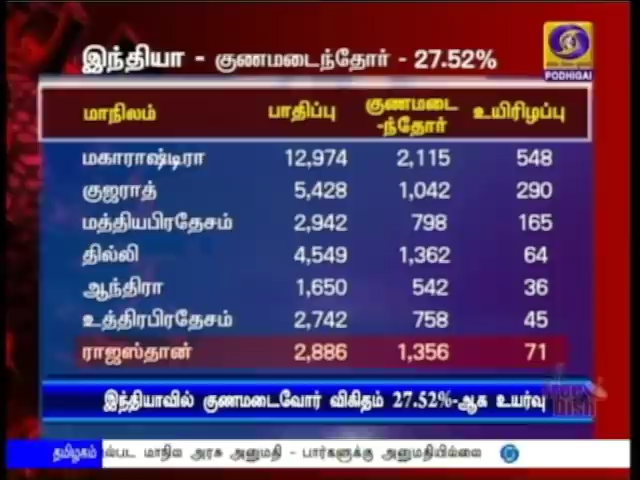 இந்தியா - குணமடைந்தோர் - 27.52%
PODHIGAI
மாநிலம் பாதிப்பு குணமடை -ந்தோர் உயிரிழப்பு
மகாராஷ்டிரா 12,974 2,115 548
குஜராத் 5,428 1,042 290
மத்தியபிரதேசம் 2,942 798 165
தில்லி 4,549 1,362 64
ஆந்திரா 1,650 542 36
உத்திரபிரதேசம் 2,742 758 45
ராஜஸ்தான் 2,886 1,356 71
இந்தியாவில் குணமடைவோர் விகிதம் 27.52%-ஆக உயர்வு
தமிழகம் மாநில அரசு அனுமதி - பார்களுக்கு அனுமதியில்லை